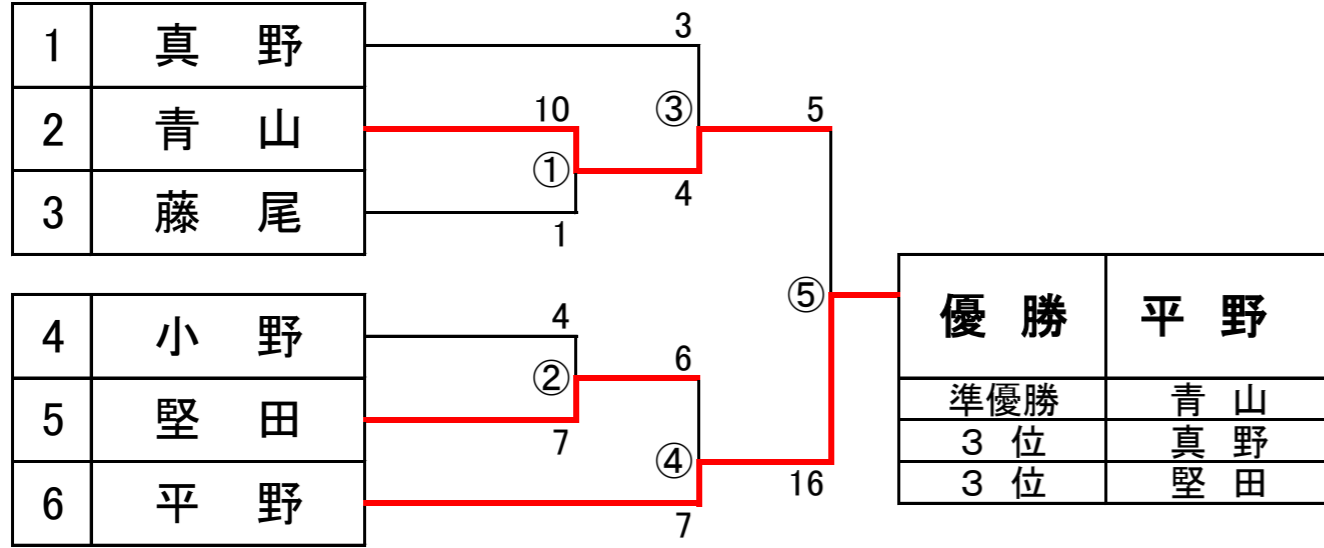 1 真 野
3
2 青 山
10
③
5
①
4
3 藤 尾
1
4 小 野
4
②
6
5 堅 田
7
④
6 平 野
7
⑤
16
優 勝 平 野
準優勝 青 山
3 位 真 野
3 位 堅 田